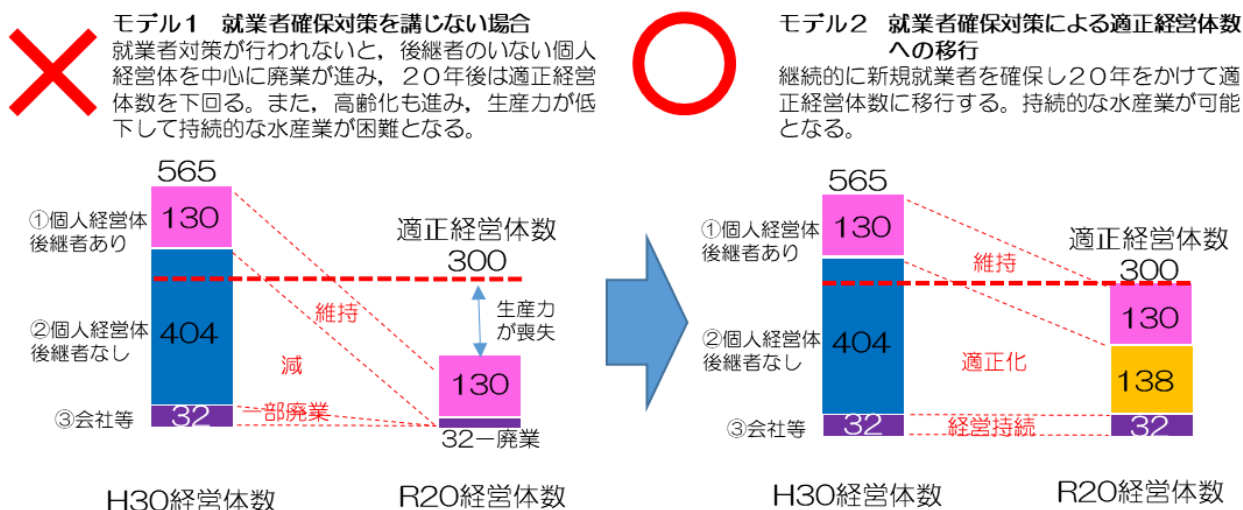 モデル1　就業者確保対策を講じない場合
就業者対策が行われないと，後継者のいない個人
経営体を中心に廃業が進み，20年後は適正経営
体数を下回る。また，高齢化も進み，生産力が低
下して持続的な水産業が困難となる。
565
①個人経営体
後継者あり
130
適正経営体数
300
維持
生産力
が喪失
②個人経営体
後継者なし
404
減
130
③会社等
32
一部廃業
32－廃業
H30経営体数
R20経営体数
モデル2　就業者確保対策による適正経営体数
への移行
継続的に新規就業者を確保し20年をかけて適
正経営体数に移行する。持続的な水産業が可能
となる。
565
①個人経営体
後継者あり
130
適正経営体数
300
維持
130
②個人経営体
後継者なし
404
適正化
138
③会社等
32
経営持続
32
H30経営体数
R20経営体数